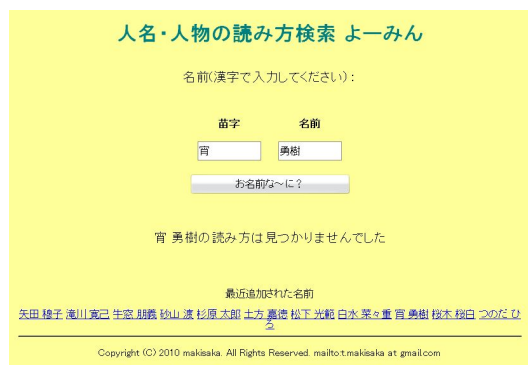 人名・人物の読み方検索 よーみん
名前(漢字で入力してください)：
苗字 名前
宵 勇樹
お名前な～に？
宵 勇樹の読み方は見つかりませんでした
最近追加された名前
矢田 穂子 滝川 寛己 牛窓 朋義 砂山 渡 杉原 太郎 土方 嘉徳 松下 光範 白水 菜々重 宵 勇樹 桜木 桜白 つのだ ひ
ろ
Copyright (C) 2010 makisaka. All Rights Reserved. mailto:t.makisaka at gmail.com